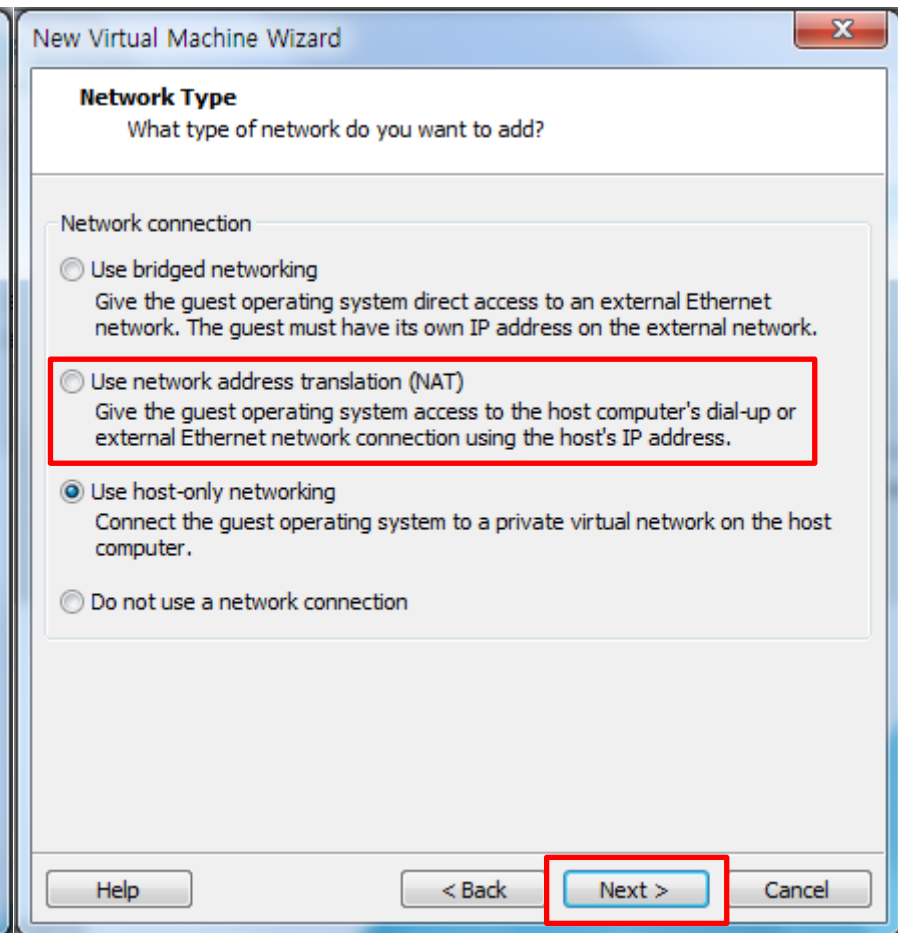 New Virtual Machine Wizard
Network Type
What type of network do you want to add?
Network connection
Use bridged networking
Give the guest operating system direct access to an external Ethernet
network. The guest must have its own IP address on the external network.
Use network address translation (NAT)
Give the guest operating system access to the host computer's dial-up or
external Ethernet network connection using the host's IP address.
Use host-only networking
Connect the guest operating system to a private virtual network on the host
computer.
Do not use a network connection
Help
< Back
Next >
Cancel